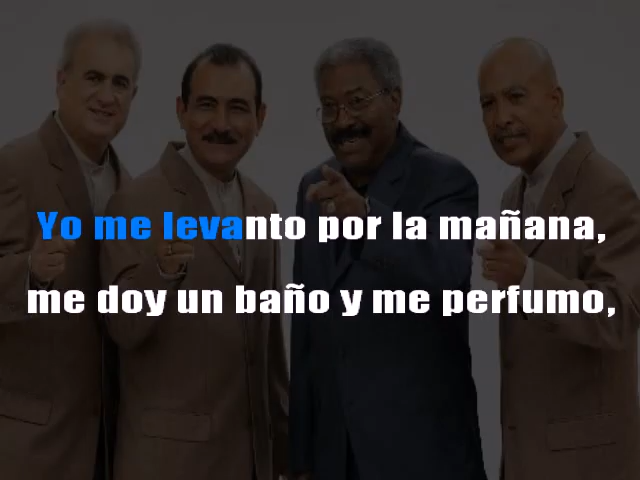 Yo me levanto por la mañana,
me doy un baño y me perfumo,